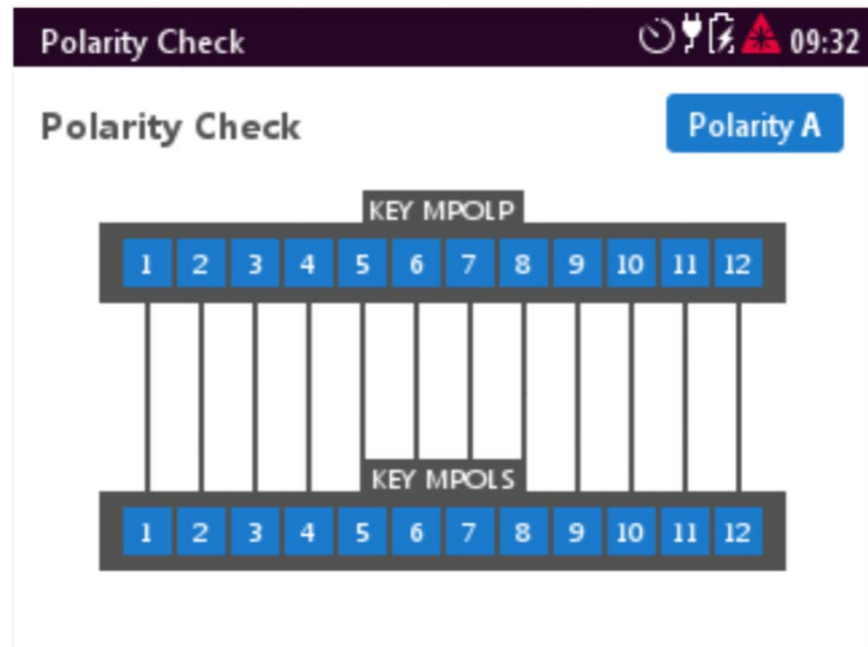 Polarity Check 09:32
Polarity Check Polarity A
KEY MPOLP
1 2 3 4 5 6 7 8 9 10 11 12
KEY MPOLS
1 2 3 4 5 6 7 8 9 10 11 12